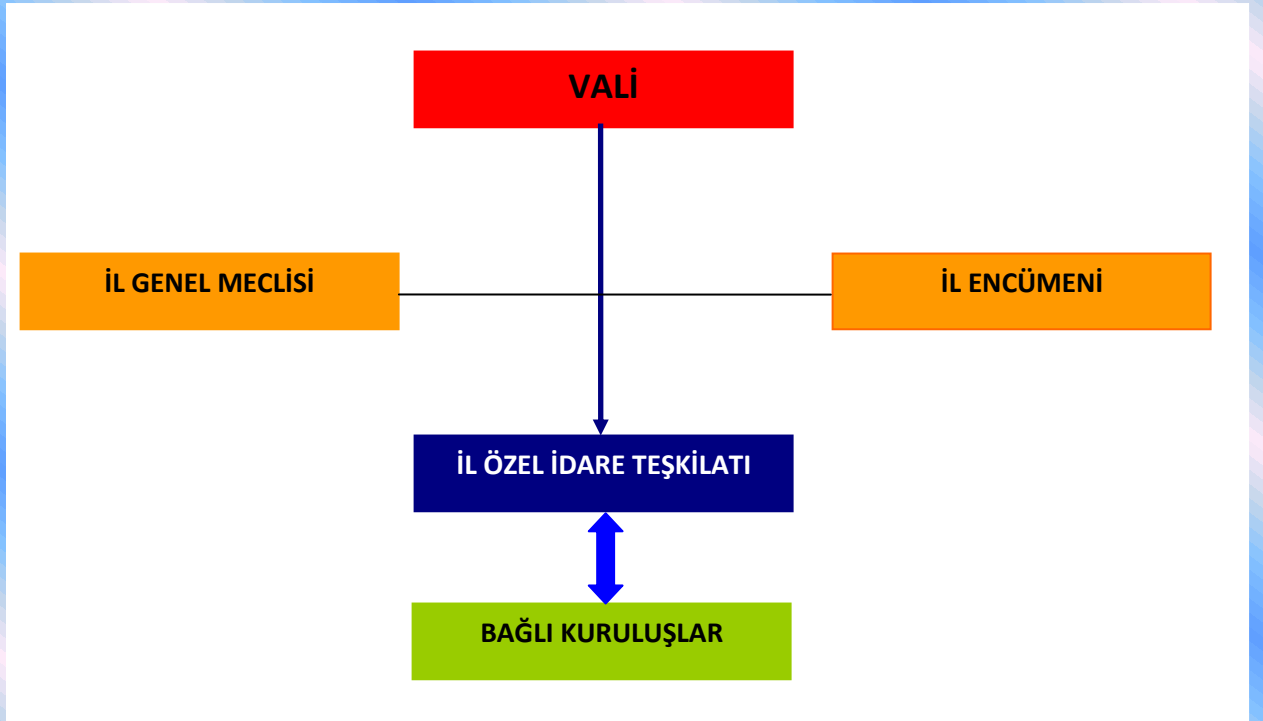 VALİ
İL GENEL MECLİSİ
İL ENCÜMENİ
İL ÖZEL İDARE TEŞKİLATI
BAĞLI KURULUŞLAR